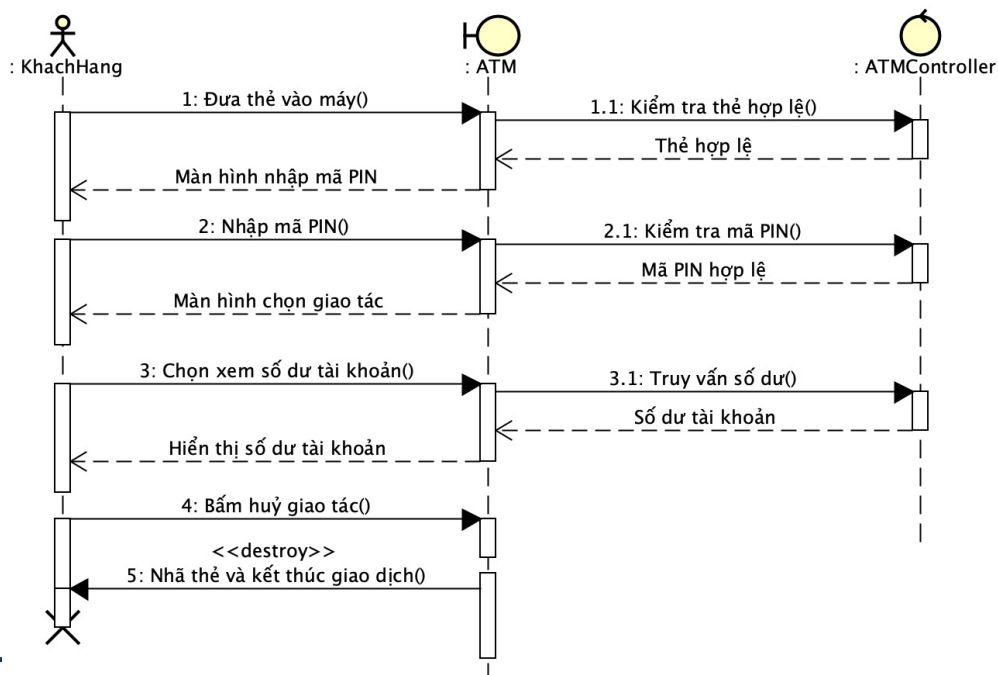 : KhachHang
: ATM
: ATMController
1: Đưa thẻ vào máy()
1.1: Kiểm tra thẻ hợp lệ()
Thẻ hợp lệ
Màn hình nhập mã PIN
2: Nhập mã PIN()
2.1: Kiểm tra mã PIN()
Mã PIN hợp lệ
Màn hình chọn giao tác
3: Chọn xem số dư tài khoản()
3.1: Truy vấn số dư()
Số dư tài khoản
Hiển thị số dư tài khoản
4: Bấm huỷ giao tác()
<<destroy>>
5: Nhã thẻ và kết thúc giao dịch()